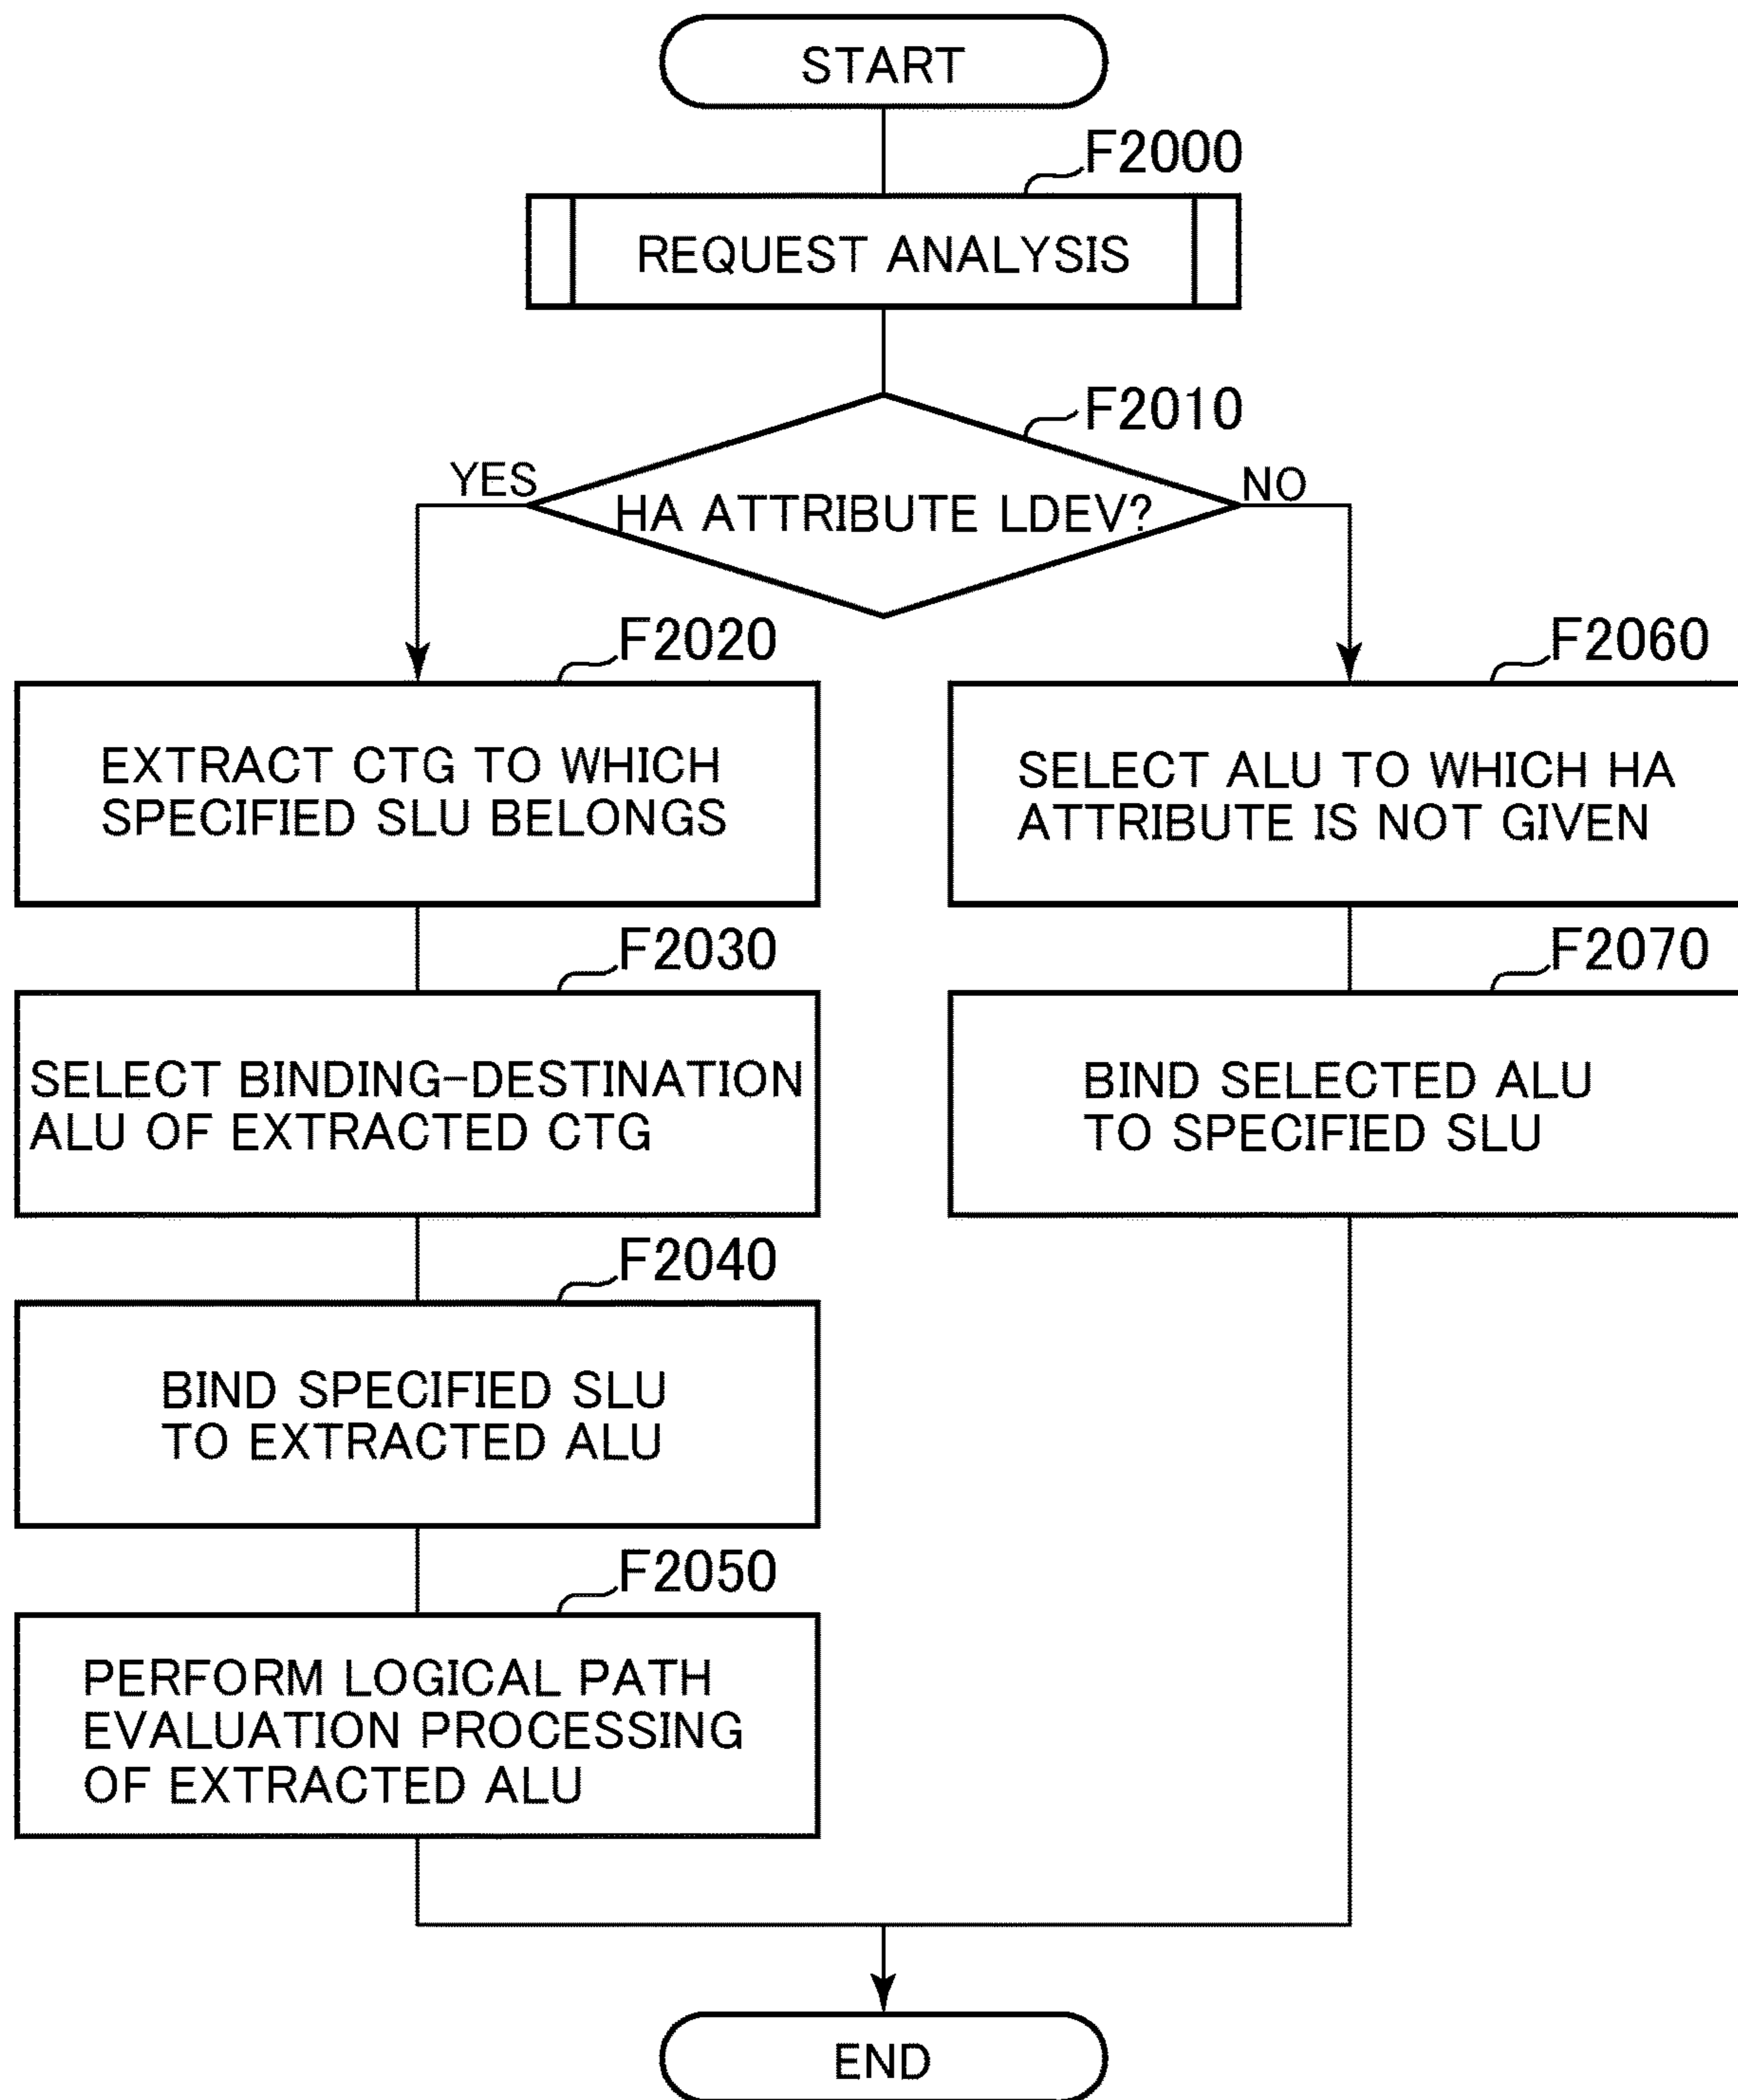 START
F2000
REQUEST ANALYSIS
F2010
YES
HA ATTRIBUTE LDEV?
NO
F2020
EXTRACT CTG TO WHICH
SPECIFIED SLU BELONGS
F2030
SELECT BINDING-DESTINATION
ALU OF EXTRACTED CTG
F2040
BIND SPECIFIED SLU
TO EXTRACTED ALU
F2050
PERFORM LOGICAL PATH
EVALUATION PROCESSING
OF EXTRACTED ALU
F2060
SELECT ALU TO WHICH HA
ATTRIBUTE IS NOT GIVEN
F2070
BIND SELECTED ALU
TO SPECIFIED SLU
END